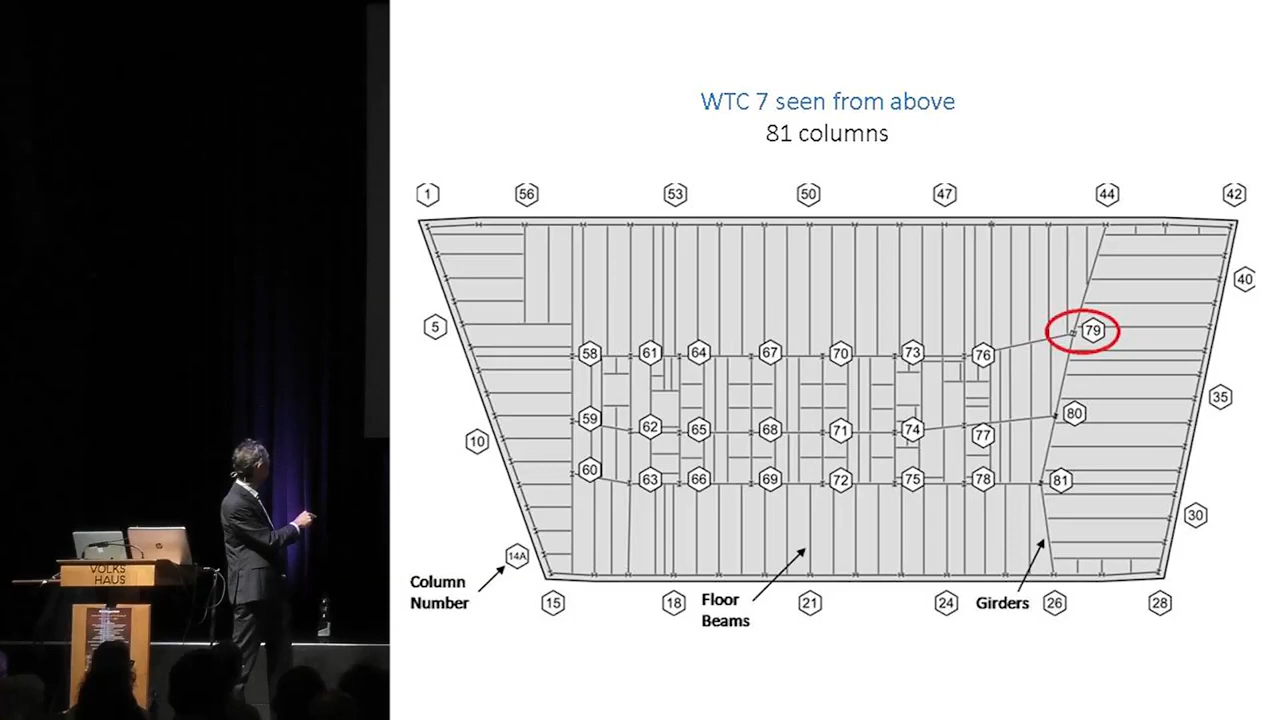 WTC 7 seen from above
81 columns
1 56 53 50 47 44 42
40
79
5
58 61 64 67 70 73 76
35
80
59 62 65 68 71 74 77
10
60 63 66 69 72 75 78 81
30
14A
Column
Number
Floor
Beams
Girders
15 18 21 24 26 28
VOLKS
HAUS